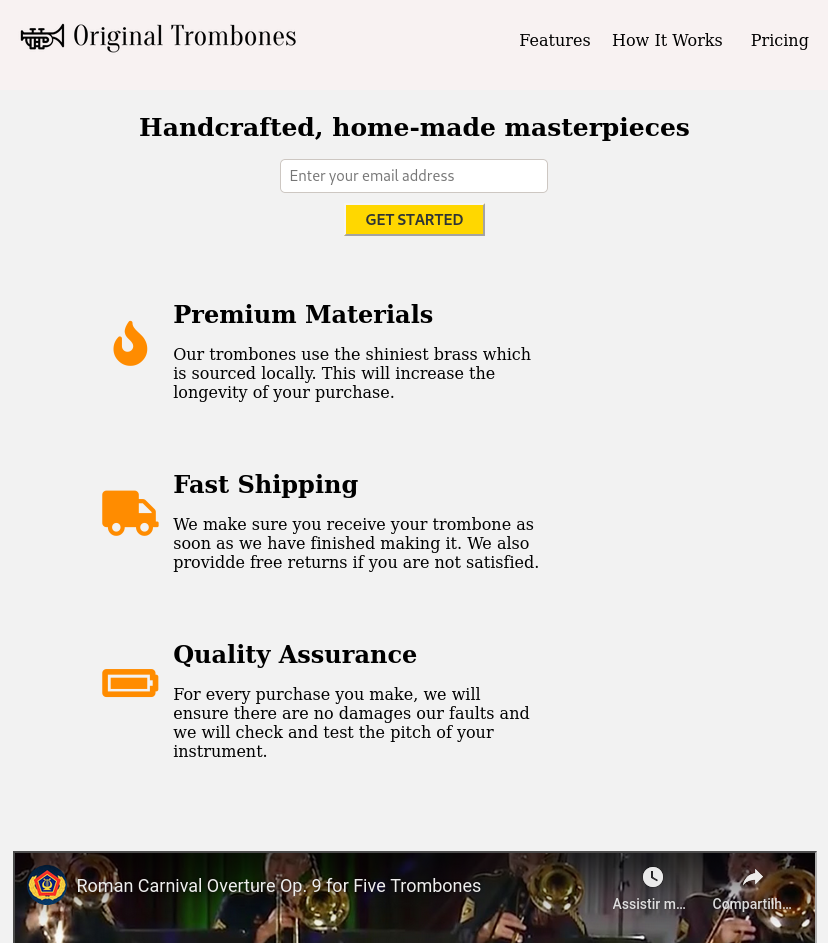 Original Trombones
Features How It Works Pricing
Handcrafted, home-made masterpieces
Enter your email address
GET STARTED
Premium Materials
Our trombones use the shiniest brass which
is sourced locally. This will increase the
longevity of your purchase.
Fast Shipping
We make sure you receive your trombone as
soon as we have finished making it. We also
providde free returns if you are not satisfied.
Quality Assurance
For every purchase you make, we will
ensure there are no damages our faults and
we will check and test the pitch of your
instrument.
Roman Carnival Overture Op. 9 for Five Trombones
Assistir m...
Compartilh...